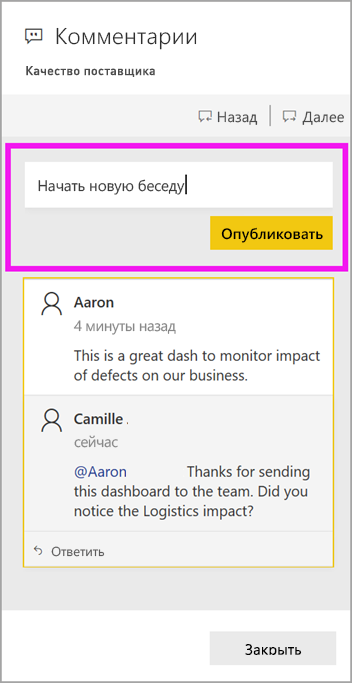 Комментарии
Качество поставщика
Назад Далее
Начать новую беседу
Опубликовать
Aaron
4 минуты назад
This is a great dash to monitor impact
of defects on our business.
Camille .
сейчас
@Aaron Thanks for sending
this dashboard to the team. Did you
notice the Logistics impact?
Ответить
Закрыть